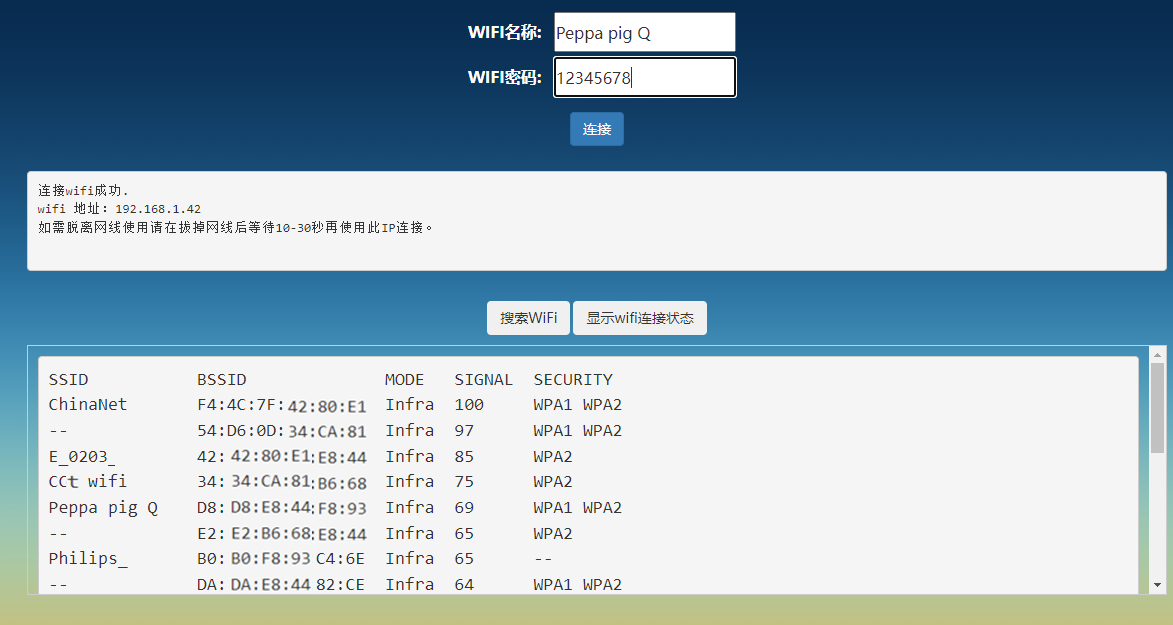 WIFI名称: Peppa pig Q
WIFI密码: 12345678
连接
连接wifi成功.
wifi 地址: 192.168.1.42
如需脱离网线使用请在拔掉网线后等待10-30秒再使用此IP连接。
搜索WiFi 显示wifi连接状态
SSID BSSID MODE SIGNAL SECURITY
ChinaNet F4:4C:7F:42:80:E1 Infra 100 WPA1 WPA2
-- 54:D6:0D:34:CA:81 Infra 97 WPA1 WPA2
E_0203_ 42:42:80:E1:E8:44 Infra 85 WPA2
CCt wifi 34:34:CA:81:B6:68 Infra 75 WPA2
Peppa pig Q D8:D8:E8:44:F8:93 Infra 69 WPA1 WPA2
-- E2:E2:B6:68:E8:44 Infra 65 WPA2
Philips_ B0:B0:F8:93 C4:6E Infra 65 --
-- DA:DA:E8:44 82:CE Infra 64 WPA1 WPA2